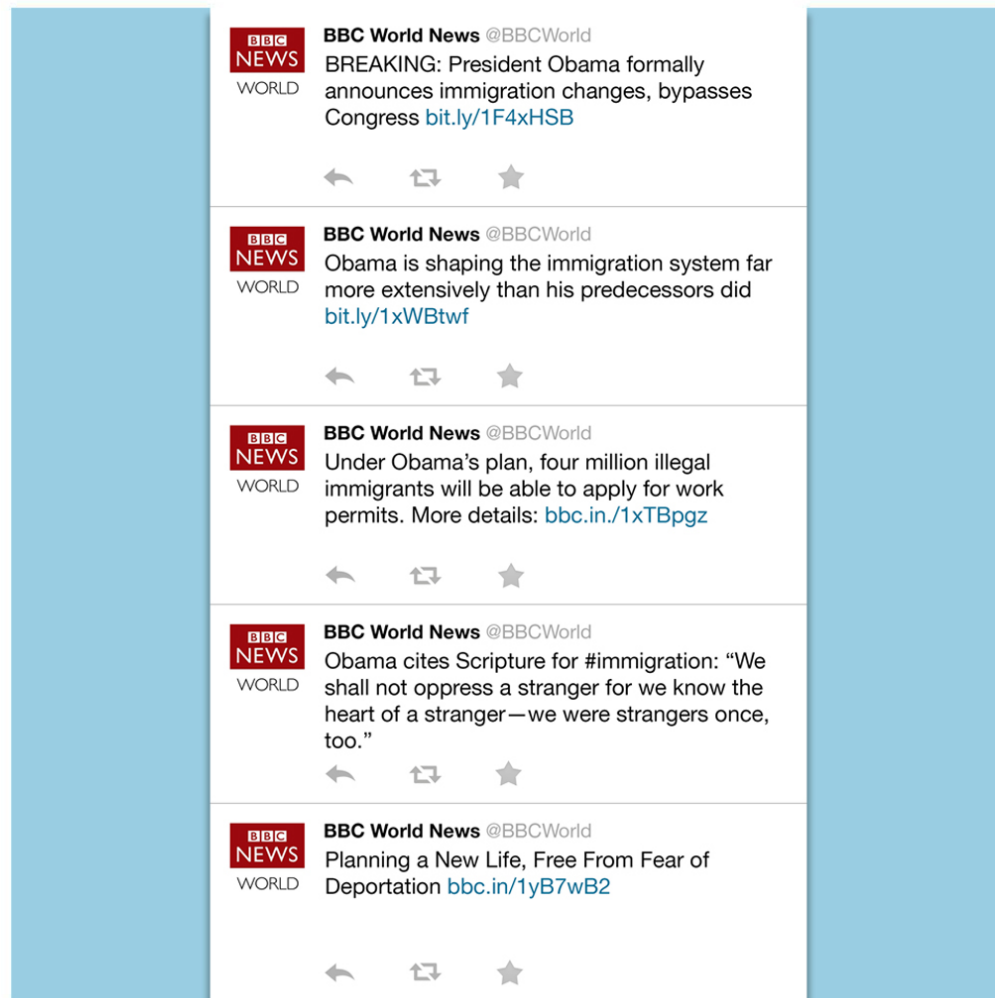 BBC
NEWS
WORLD
BBC World News @BBCWorld
BREAKING: President Obama formally
announces immigration changes, bypasses
Congress bit.ly/1F4xHSB
BBC
NEWS
WORLD
BBC World News @BBCWorld
Obama is shaping the immigration system far
more extensively than his predecessors did
bit.ly/1xWBtwf
BBC
NEWS
WORLD
BBC World News @BBCWorld
Under Obama’s plan, four million illegal
immigrants will be able to apply for work
permits. More details: bbc.in./1xTBpgz
BBC
NEWS
WORLD
BBC World News @BBCWorld
Obama cites Scripture for #immigration: “We
shall not oppress a stranger for we know the
heart of a stranger—we were strangers once,
too.”
BBC
NEWS
WORLD
BBC World News @BBCWorld
Planning a New Life, Free From Fear of
Deportation bbc.in/1yB7wB2